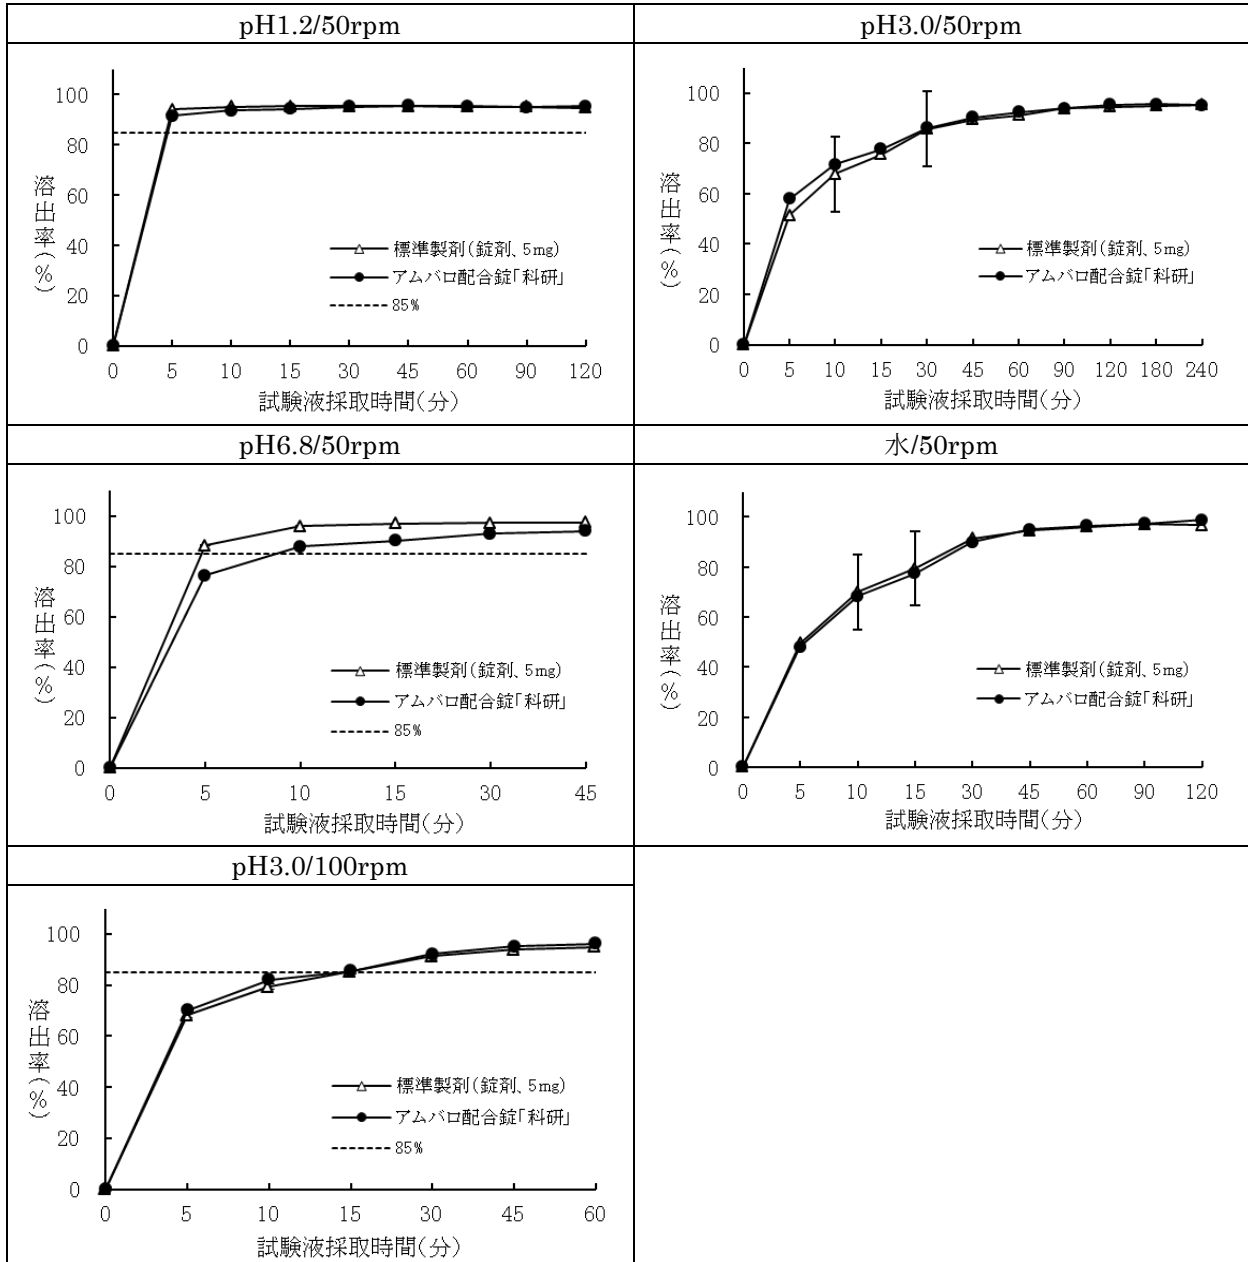 pH1.2/50rpm
100
80
60
40
20
0
溶出率(%)
標準製剤(錠剤、5mg)
アムバロ配合錠「科研」
85%
0 5 10 15 30 45 60 90 120
試験液採取時間(分)
pH3.0/50rpm
100
80
60
40
20
0
溶出率(%)
標準製剤(錠剤、5mg)
アムバロ配合錠「科研」
0 5 10 15 30 45 60 90 120 180 240
試験液採取時間(分)
pH6.8/50rpm
100
80
60
40
20
0
溶出率(%)
標準製剤(錠剤、5mg)
アムバロ配合錠「科研」
85%
0 5 10 15 30 45
試験液採取時間(分)
水/50rpm
100
80
60
40
20
0
溶出率(%)
標準製剤(錠剤、5mg)
アムバロ配合錠「科研」
0 5 10 15 30 45 60 90 120
試験液採取時間(分)
pH3.0/100rpm
100
80
60
40
20
0
溶出率(%)
標準製剤(錠剤、5mg)
アムバロ配合錠「科研」
85%
0 5 10 15 30 45 60
試験液採取時間(分)